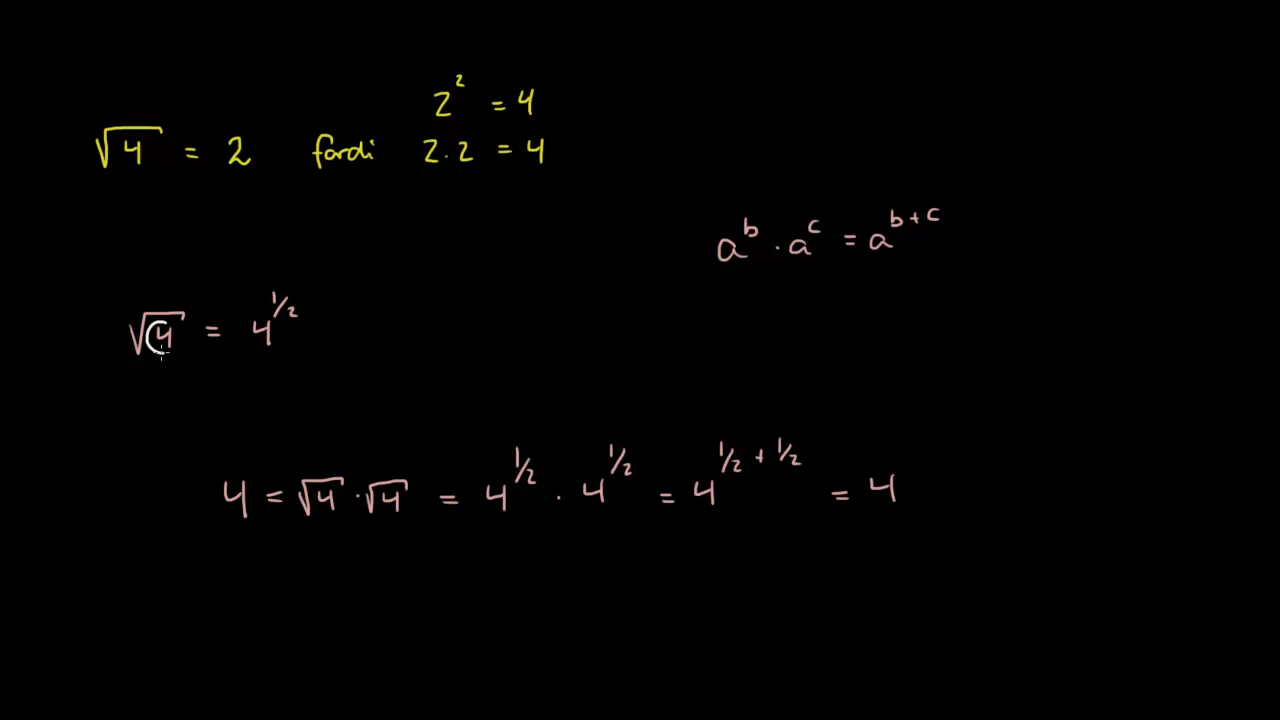 2² = 4
√4 = 2 fordi 2·2 = 4
a^b · a^c = a^(b+c)
√4 = 4^(1/2)
4 = √4 · √4 = 4^(1/2) · 4^(1/2) = 4^(1/2 + 1/2) = 4